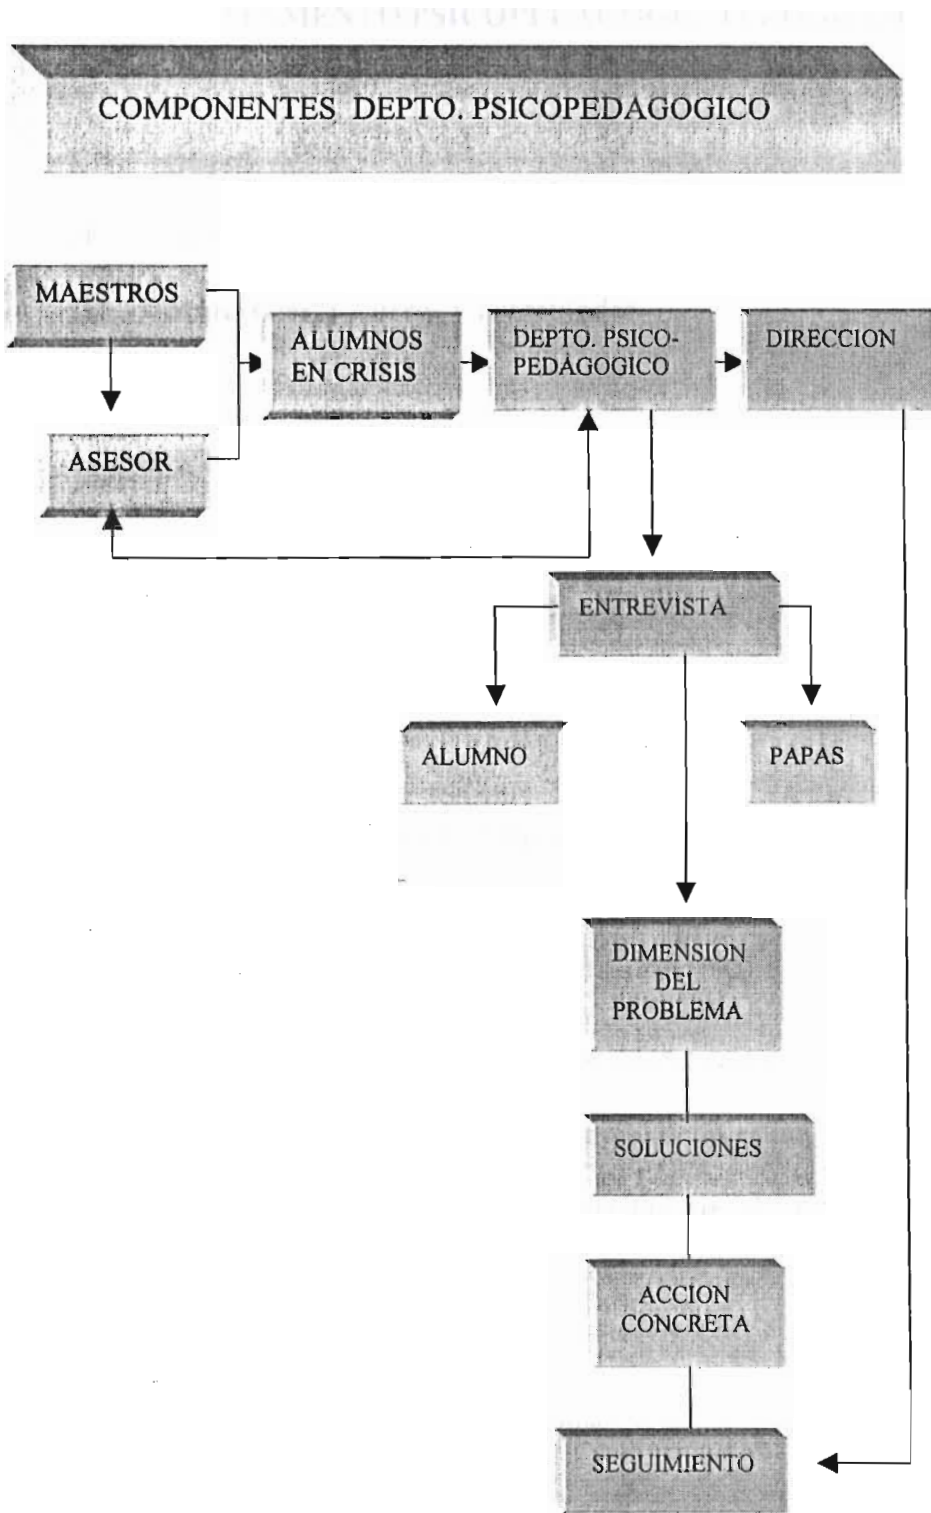 COMPONENTES DEPTO. PSICOPEDAGOGICO
MAESTROS
ALUMNOS
EN CRISIS
DEPTO. PSICO-
PEDAGOGICO
DIRECCION
ASESOR
ENTREVISTA
ALUMNO
PAPAS
DIMENSION
DEL
PROBLEMA
SOLUCIONES
ACCION
CONCRETA
SEGUIMIENTO